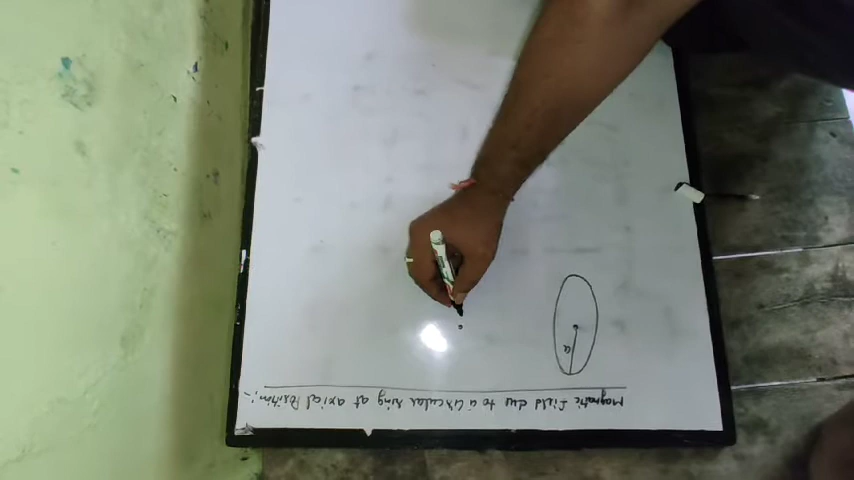 Magnetic field due to a Circular ring at axial Position:-
a